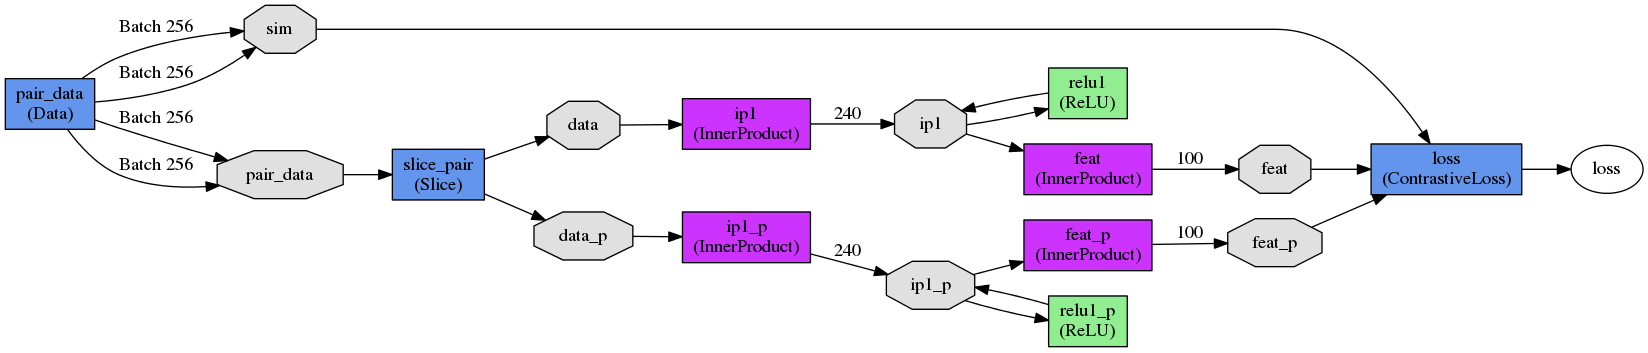 Batch 256
sim
Batch 256
pair_data
(Data)
Batch 256
Batch 256
pair_data
slice_pair
(Slice)
data
data_p
ip1
(InnerProduct)
ip1_p
(InnerProduct)
240
240
ip1
ip1_p
relu1
(ReLU)
feat
(InnerProduct)
feat_p
(InnerProduct)
relu1_p
(ReLU)
100
100
feat
feat_p
loss
(ContrastiveLoss)
loss